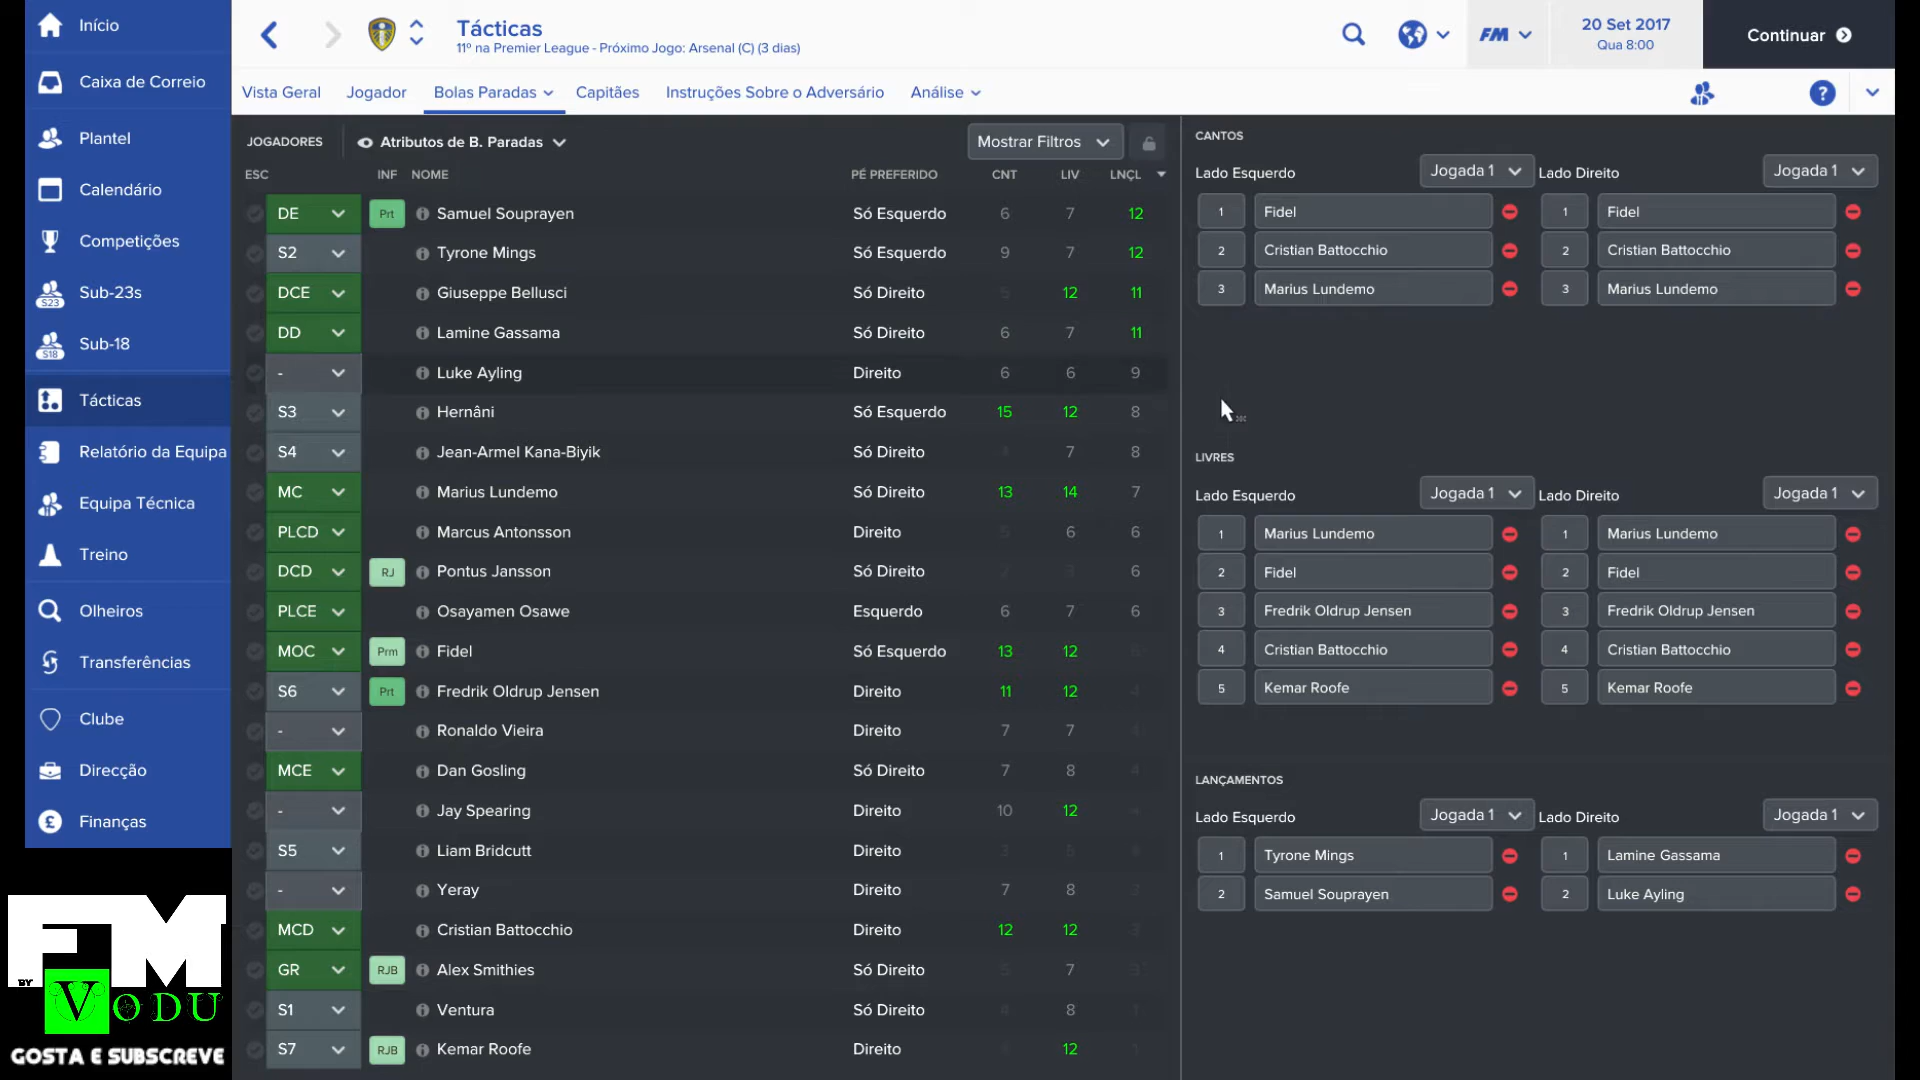 Início
Caixa de Correio
Plantel
Calendário
Competições
Sub-23s
S23
Sub-18
S18
Tácticas
Relatório da Equipa
Equipa Técnica
Treino
Olheiros
Transferências
Clube
Direcção
Finanças
FM
BY
VODU
GOSTA E SUBSCREVE
Tácticas
11º na Premier League - Próximo Jogo: Arsenal (C) (3 dias)
FM
20 Set 2017
Qua 8:00
Continuar
Vista Geral Jogador Bolas Paradas Capitães Instruções Sobre o Adversário Análise
?
JOGADORES Atributos de B. Paradas Mostrar Filtros
ESC INF NOME PÉ PREFERIDO CNT LIV LNÇL
DE Prt Samuel Souprayen Só Esquerdo 6 7 12
S2 Tyrone Mings Só Esquerdo 9 7 12
DCE Giuseppe Bellusci Só Direito 5 12 11
DD Lamine Gassama Só Direito 6 7 11
- Luke Ayling Direito 6 6 9
S3 Hernâni Só Esquerdo 15 12 8
S4 Jean-Armel Kana-Biyik Só Direito 7 8
MC Marius Lundemo Só Direito 13 14 7
PLCD Marcus Antonsson Direito 5 6 6
DCD RJ Pontus Jansson Só Direito 6
PLCE Osayamen Osawe Esquerdo 6 7 6
MOC Prm Fidel Só Esquerdo 13 12
S6 Prt Fredrik Oldrup Jensen Direito 11 12
- Ronaldo Vieira Direito 7 7
MCE Dan Gosling Só Direito 7 8
- Jay Spearing Direito 10 12
S5 Liam Bridcutt Direito
- Yeray Direito 7 8
MCD Cristian Battocchio Direito 12 12
GR RJB Alex Smithies Só Direito 7
S1 Ventura Só Direito 8
S7 RJB Kemar Roofe Direito 12
CANTOS
Lado Esquerdo Jogada 1 Lado Direito Jogada 1
1 Fidel 1 Fidel
2 Cristian Battocchio 2 Cristian Battocchio
3 Marius Lundemo 3 Marius Lundemo
LIVRES
Lado Esquerdo Jogada 1 Lado Direito Jogada 1
1 Marius Lundemo 1 Marius Lundemo
2 Fidel 2 Fidel
3 Fredrik Oldrup Jensen 3 Fredrik Oldrup Jensen
4 Cristian Battocchio 4 Cristian Battocchio
5 Kemar Roofe 5 Kemar Roofe
LANÇAMENTOS
Lado Esquerdo Jogada 1 Lado Direito Jogada 1
1 Tyrone Mings 1 Lamine Gassama
2 Samuel Souprayen 2 Luke Ayling